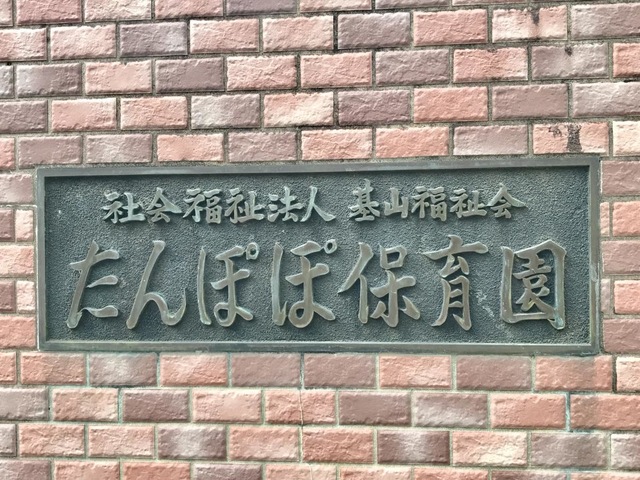 社会福祉法人 基山福祉会
たんぽぽ保育園